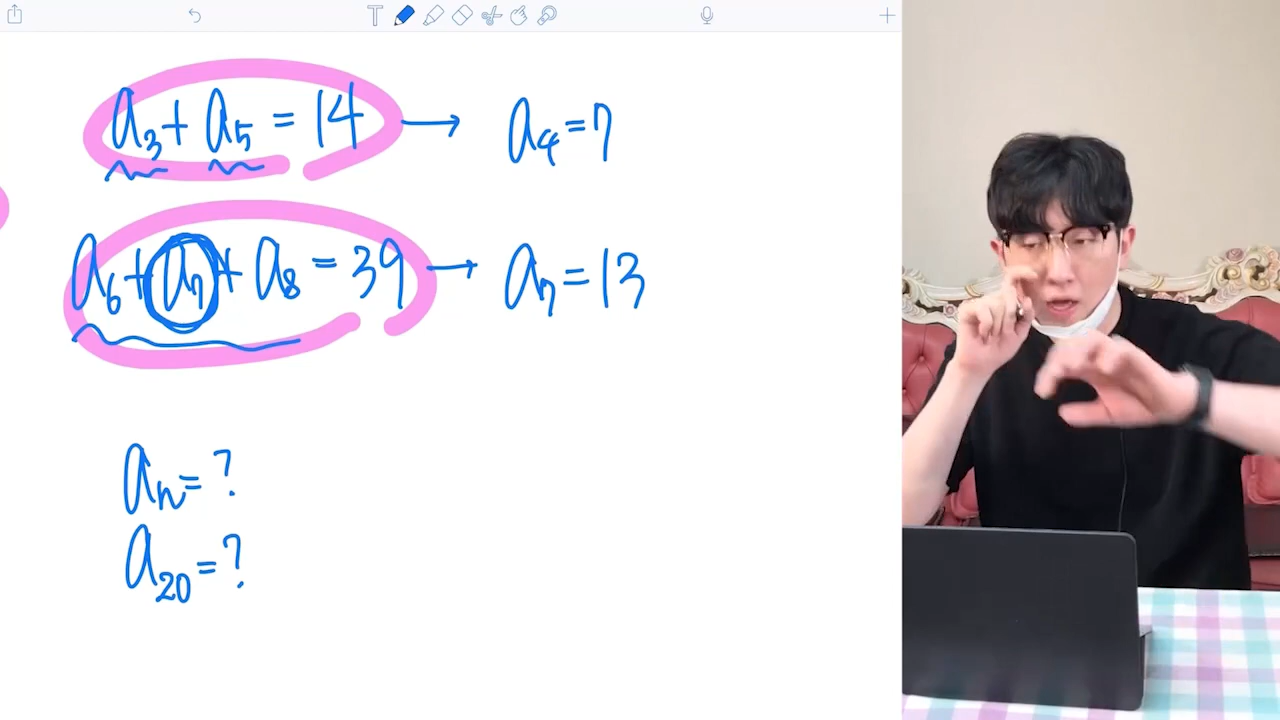 a₃ + a₅ = 14 → a₄ = 7
a₆ + a₇ + a₈ = 39 → a₇ = 13
aₙ = ?
a₂₀ = ?